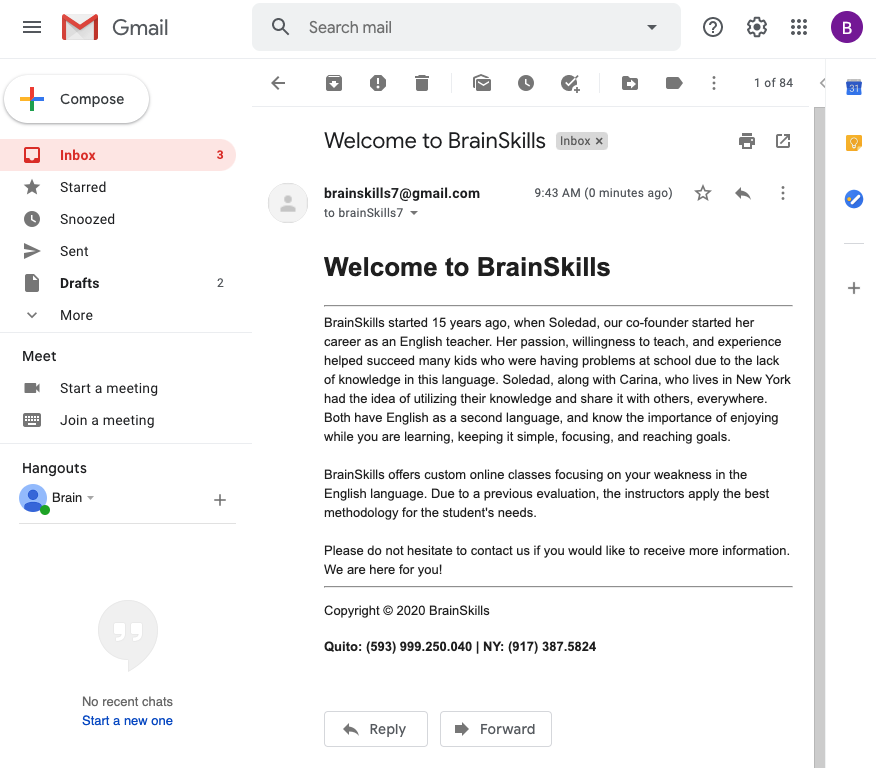 Gmail
Search mail
B
Compose
1 of 84
31
Inbox 3
Starred
Snoozed
Sent
Drafts 2
More
Meet
Start a meeting
Join a meeting
Hangouts
Brain
No recent chats
Start a new one
Welcome to BrainSkills Inbox ×
brainskills7@gmail.com 9:43 AM (0 minutes ago)
to brainSkills7
Welcome to BrainSkills
BrainSkills started 15 years ago, when Soledad, our co-founder started her
career as an English teacher. Her passion, willingness to teach, and experience
helped succeed many kids who were having problems at school due to the lack
of knowledge in this language. Soledad, along with Carina, who lives in New York
had the idea of utilizing their knowledge and share it with others, everywhere.
Both have English as a second language, and know the importance of enjoying
while you are learning, keeping it simple, focusing, and reaching goals.
BrainSkills offers custom online classes focusing on your weakness in the
English language. Due to a previous evaluation, the instructors apply the best
methodology for the student's needs.
Please do not hesitate to contact us if you would like to receive more information.
We are here for you!
Copyright © 2020 BrainSkills
Quito: (593) 999.250.040 | NY: (917) 387.5824
Reply
Forward